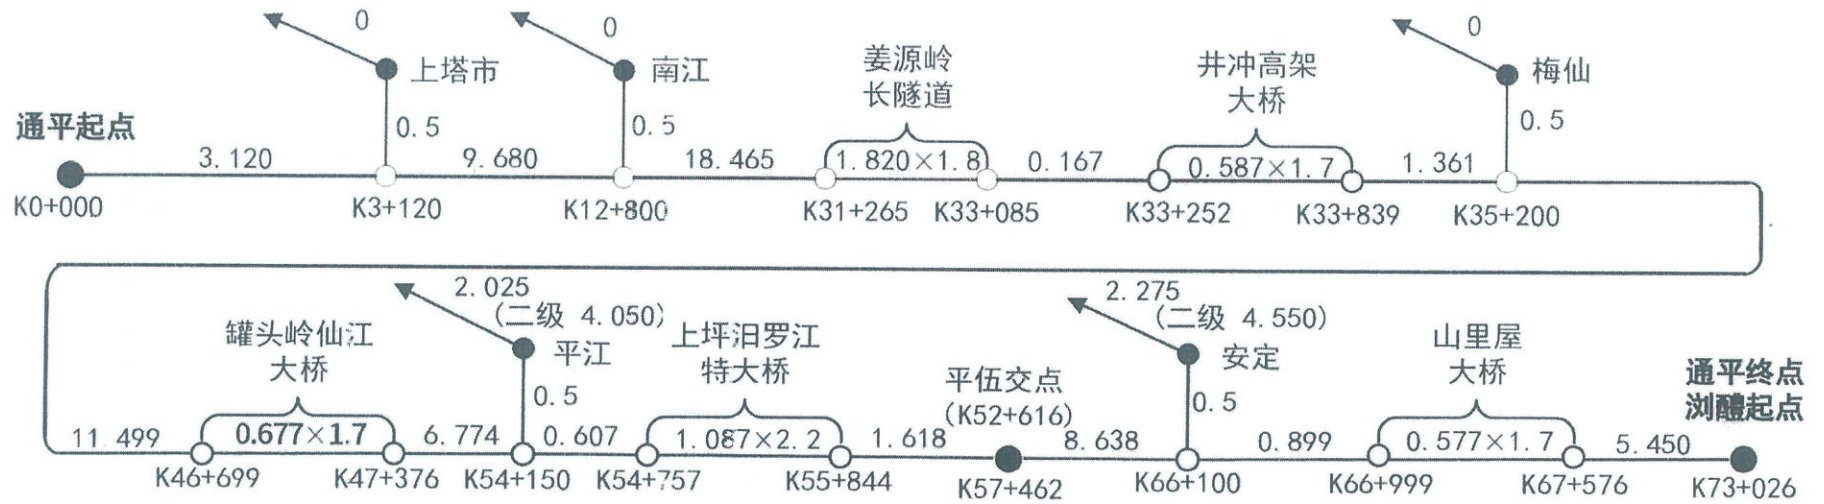 0
上塔市
0.5
0
南江
0.5
姜源岭
长隧道
井冲高架
大桥
0
梅仙
0.5
通平起点
3.120
9.680
18.465
1.820×1.8
0.167
0.587×1.7
1.361
K0+000
K3+120
K12+800
K31+265
K33+085
K33+252
K33+839
K35+200
2.025
(二级 4.050)
平江
0.5
2.275
(二级 4.550)
安定
0.5
罐头岭仙江
大桥
上坪汨罗江
特大桥
平伍交点
(K52+616)
山里屋
大桥
通平终点
浏醴起点
11.499
0.677×1.7
6.774
0.607
1.087×2.2
1.618
8.638
0.899
0.577×1.7
5.450
K46+699
K47+376
K54+150
K54+757
K55+844
K57+462
K66+100
K66+999
K67+576
K73+026